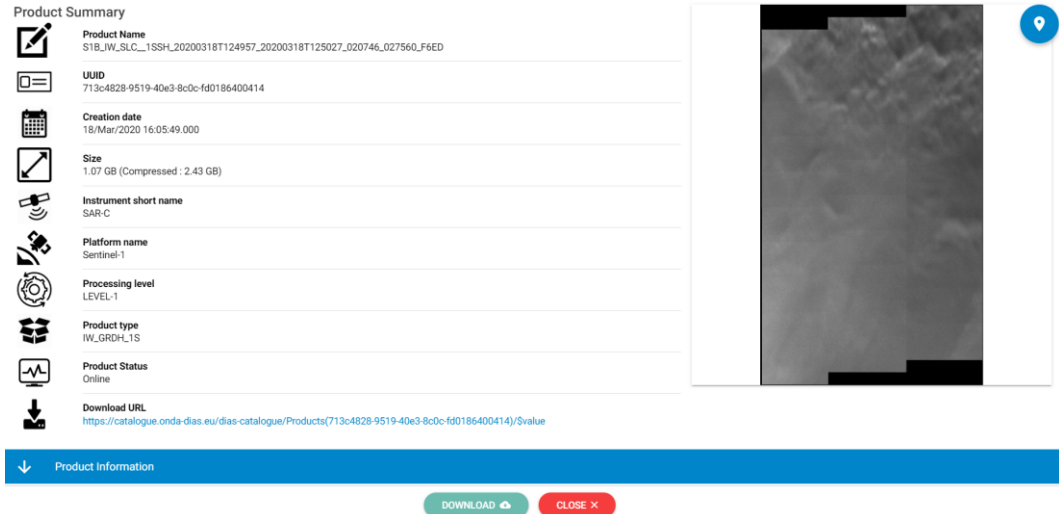 Product Summary
Product Name
S1B_IW_SLC__1SSH_20200318T124957_20200318T125027_020746_027560_F6ED
UUID
713c4828-9519-40e3-8c0c-fd0186400414
Creation date
18/Mar/2020 16:05:49.000
Size
1.07 GB (Compressed : 2.43 GB)
Instrument short name
SAR-C
Platform name
Sentinel-1
Processing level
LEVEL-1
Product type
IW_GRDH_1S
Product Status
Online
Download URL
https://catalogue.onda-dias.eu/dias-catalogue/Products(713c4828-9519-40e3-8c0c-fd0186400414)/$value
Product Information
DOWNLOAD
CLOSE ×